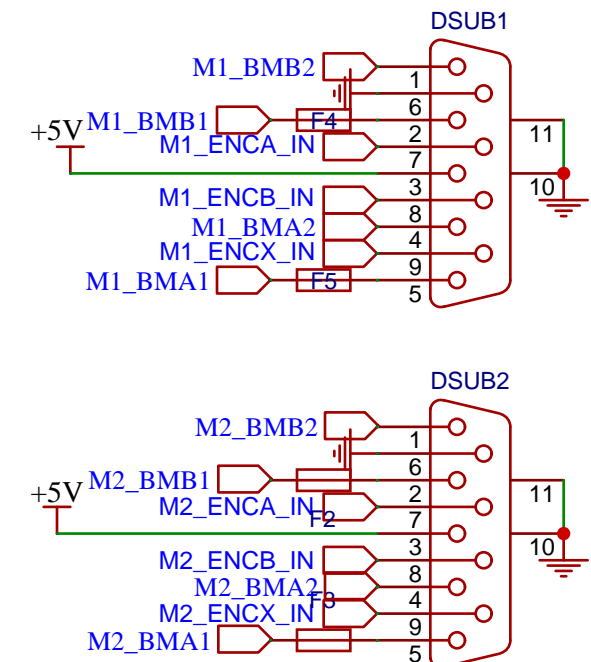 DSUB1
M1_BMB2
1
6
M1_BMB1
F4
+5V
2
11
M1_ENCA_IN
7
3
10
M1_ENCB_IN
8
M1_BMA2
4
M1_ENCX_IN
9
M1_BMA1
F5
5
DSUB2
M2_BMB2
1
6
M2_BMB1
+5V
2
11
M2_ENCA_IN
F2
7
3
10
M2_ENCB_IN
8
M2_BMA2
F3
4
M2_ENCX_IN
9
M2_BMA1
5